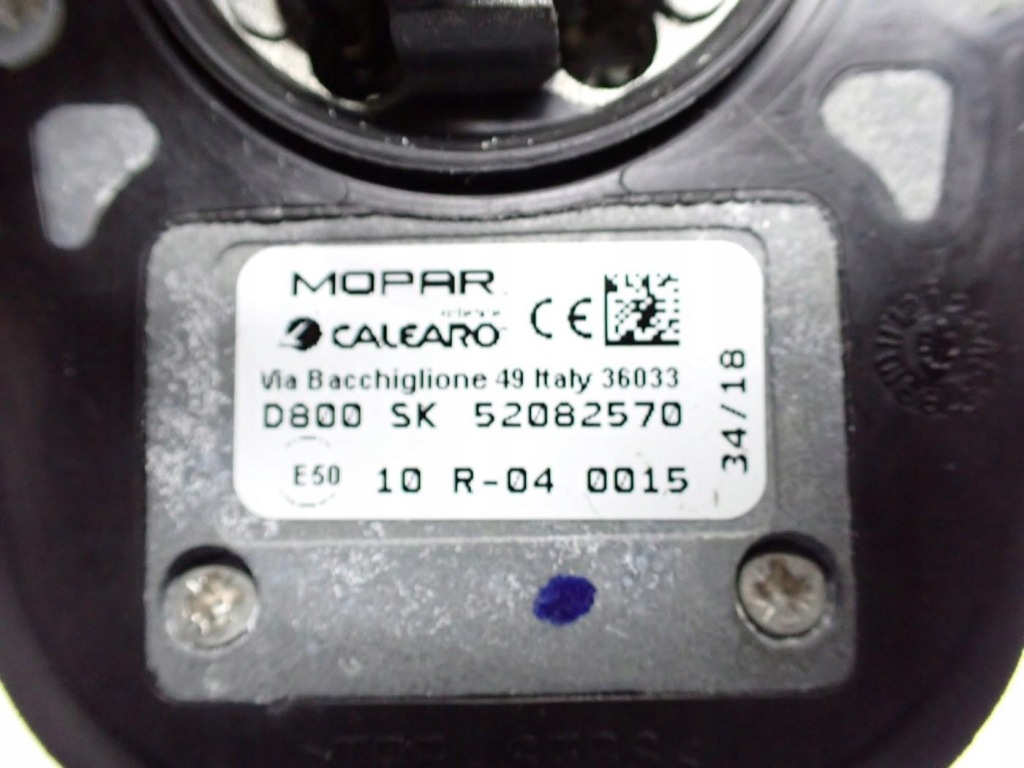 MOPAR
CALEARO
CE
Via Bacchiglione 49 Italy 36033
D800 SK 52082570
E50 10 R-04 0015
34/18